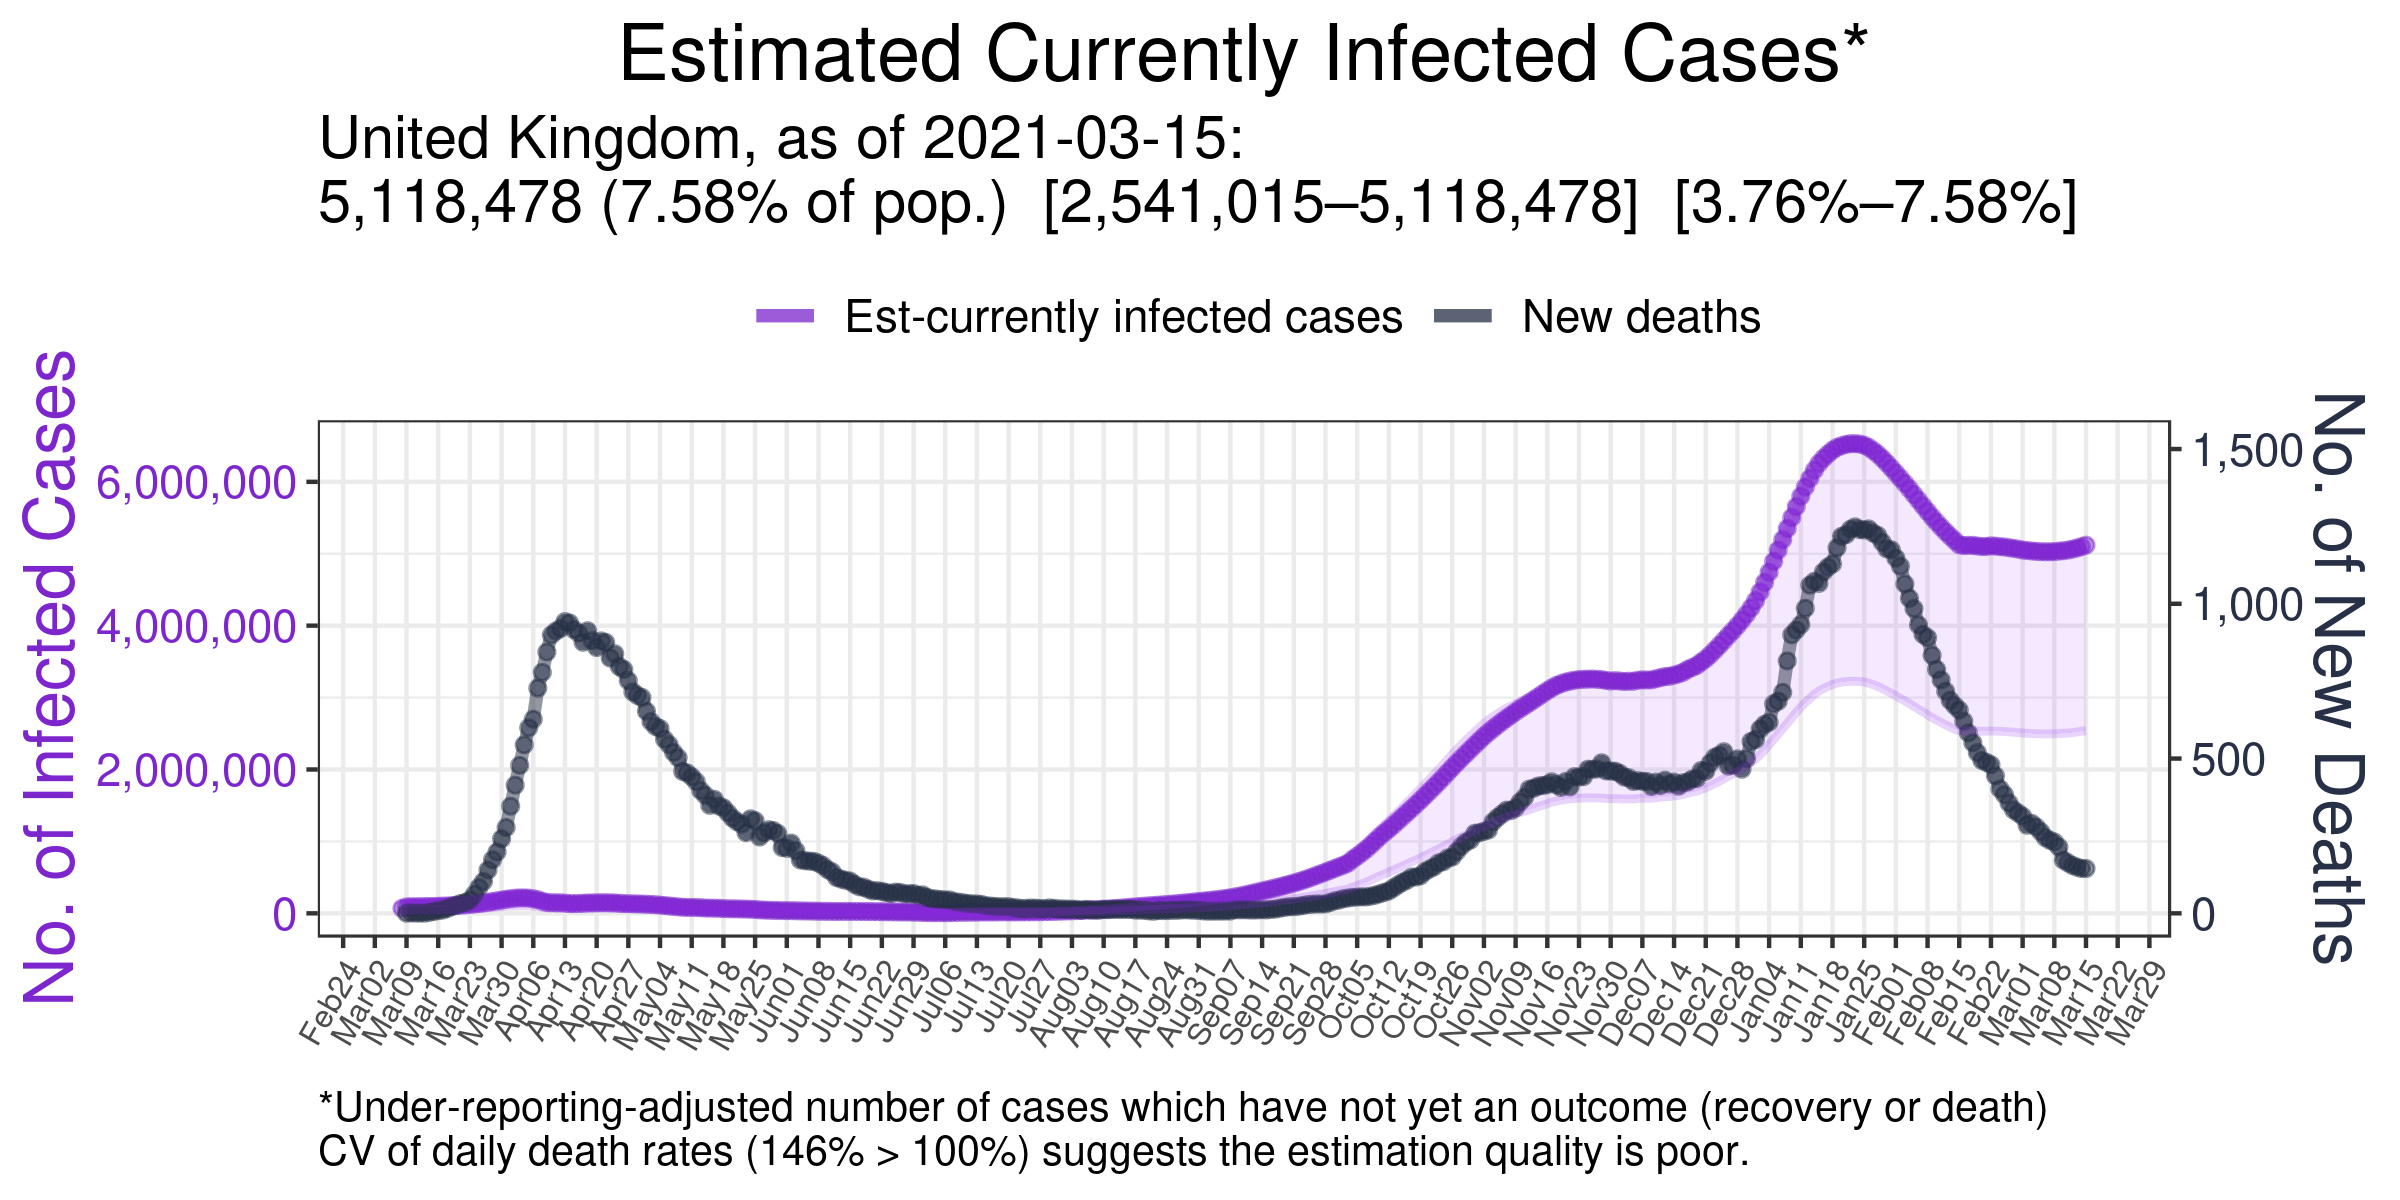 Estimated Currently Infected Cases*
United Kingdom, as of 2021-03-15:
5,118,478 (7.58% of pop.) [2,541,015–5,118,478] [3.76%–7.58%]
Est-currently infected cases
New deaths
No. of Infected Cases
6,000,000
4,000,000
2,000,000
0
1,500
1,000
500
0
No. of New Deaths
Feb24
Mar02
Mar09
Mar16
Mar23
Mar30
Apr06
Apr13
Apr20
Apr27
May04
May11
May18
May25
Jun01
Jun08
Jun15
Jun22
Jun29
Jul06
Jul13
Jul20
Jul27
Aug03
Aug10
Aug17
Aug24
Aug31
Sep07
Sep14
Sep21
Sep28
Oct05
Oct12
Oct19
Oct26
Nov02
Nov09
Nov16
Nov23
Nov30
Dec07
Dec14
Dec21
Dec28
Jan04
Jan11
Jan18
Jan25
Feb01
Feb08
Feb15
Feb22
Mar01
Mar08
Mar15
Mar22
Mar29
*Under-reporting-adjusted number of cases which have not yet an outcome (recovery or death)
CV of daily death rates (146% > 100%) suggests the estimation quality is poor.